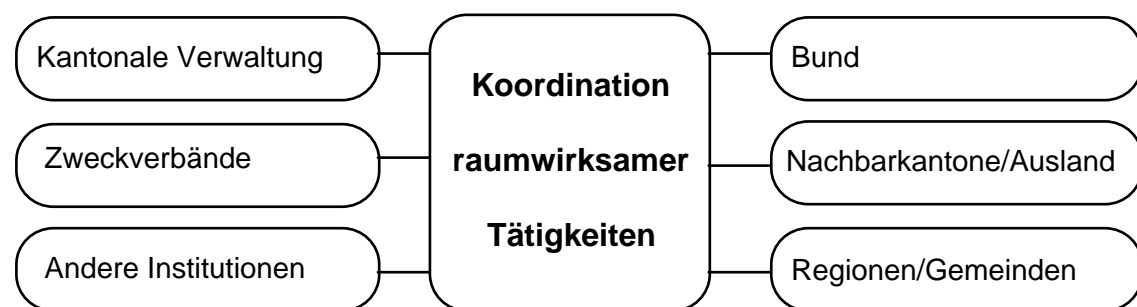 Kantonale Verwaltung
Zweckverbände
Andere Institutionen
Koordination
raumwirksamer
Tätigkeiten
Bund
Nachbarkantone/Ausland
Regionen/Gemeinden